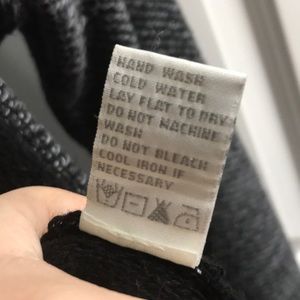 HAND WASH
COLD WATER
LAY FLAT TO DRY
DO NOT MACHINE
WASH
DO NOT BLEACH
COOL IRON IF
NECESSARY